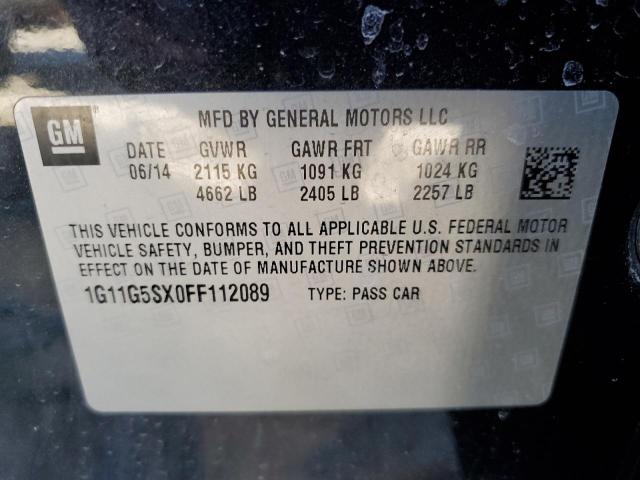 GM
MFD BY GENERAL MOTORS LLC
DATE GVWR GAWR FRT GAWR RR
06/14 2115 KG 1091 KG 1024 KG
4662 LB 2405 LB 2257 LB
THIS VEHICLE CONFORMS TO ALL APPLICABLE U.S. FEDERAL MOTOR
VEHICLE SAFETY, BUMPER, AND THEFT PREVENTION STANDARDS IN
EFFECT ON THE DATE OF MANUFACTURE SHOWN ABOVE.
1G11G5SX0FF112089 TYPE: PASS CAR